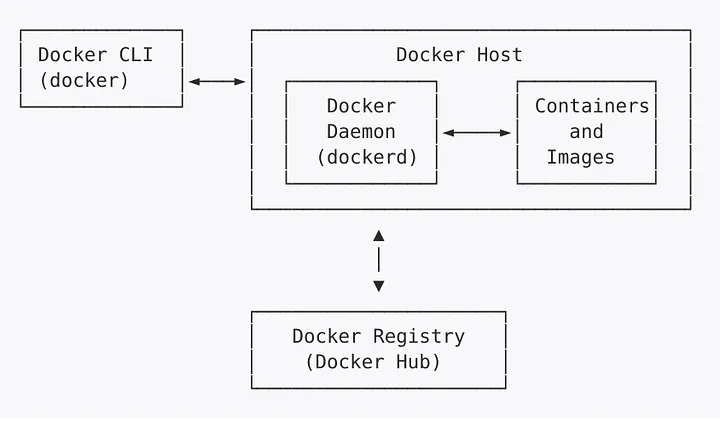 Docker CLI
(docker)
Docker Host
Docker
Daemon
(dockerd)
Containers
and
Images
Docker Registry
(Docker Hub)